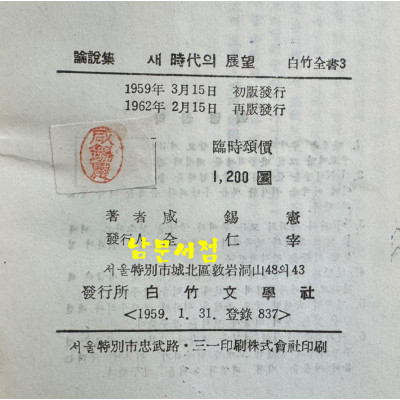 論說集 새 時代의 展望 白竹全書3
1959年 3月15日 初版發行
1962年 2月15日 再版發行
臨時頌價
1,200 圜
咸錫憲
著者 咸錫憲
發行人 全仁宰
남문서점
서울特別市城北區敦岩洞山48의43
發行所 白竹文學社
<1959. 1. 31. 登錄 837>
서울特別市忠武路·三一印刷株式會社印刷